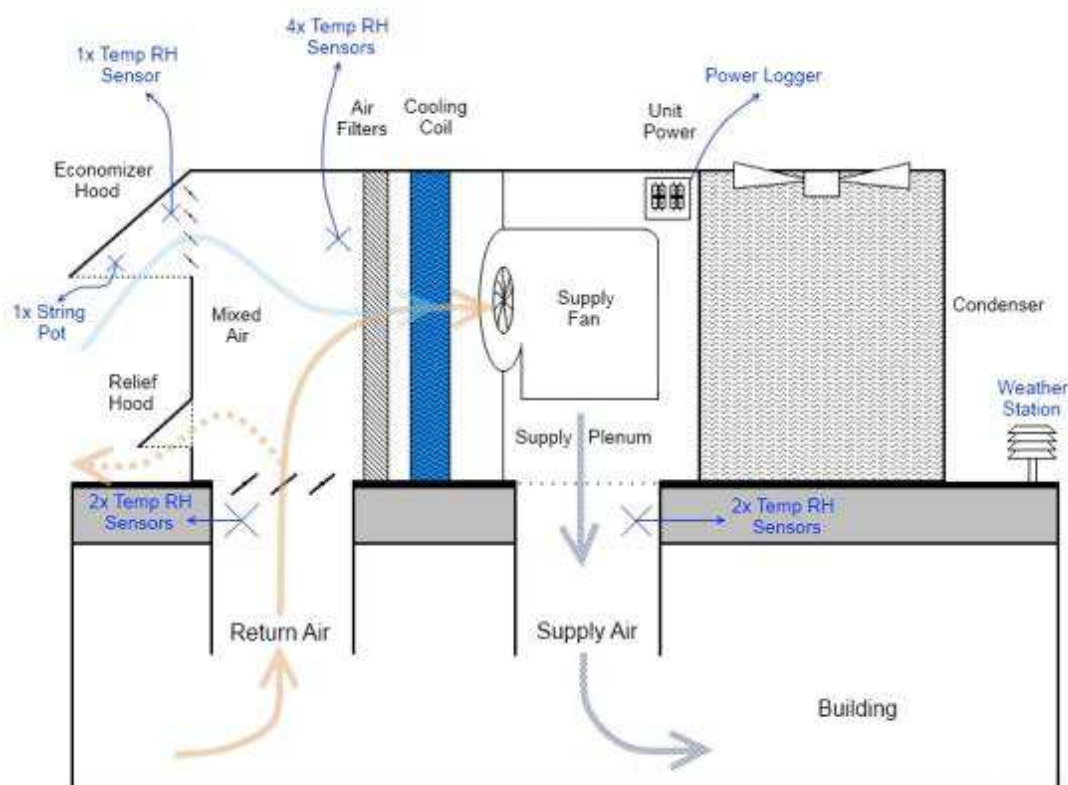 4x Temp RH
Sensors
1x Temp RH
Sensor
Power Logger
Air
Filters
Cooling
Coil
Unit
Power
Economizer
Hood
1x String
Pot
Mixed
Air
Supply
Fan
Condenser
Relief
Hood
Weather
Station
Supply Plenum
2x Temp RH
Sensors
2x Temp RH
Sensors
Return Air
Supply Air
Building